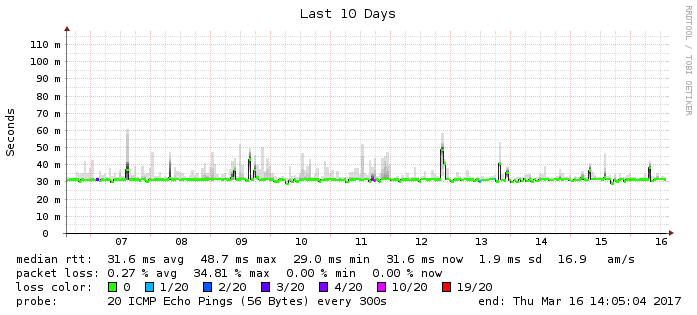 Last 10 Days
RRDTOOL / TOBI OETIKER
Seconds
110 m
100 m
90 m
80 m
70 m
60 m
50 m
40 m
30 m
20 m
10 m
0
07 08 09 10 11 12 13 14 15 16
median rtt: 31.6 ms avg 48.7 ms max 29.0 ms min 31.6 ms now 1.9 ms sd 16.9 am/s
packet loss: 0.27 % avg 34.81 % max 0.00 % min 0.00 % now
loss color: 0 1/20 2/20 3/20 4/20 10/20 19/20
probe: 20 ICMP Echo Pings (56 Bytes) every 300s end: Thu Mar 16 14:05:04 2017